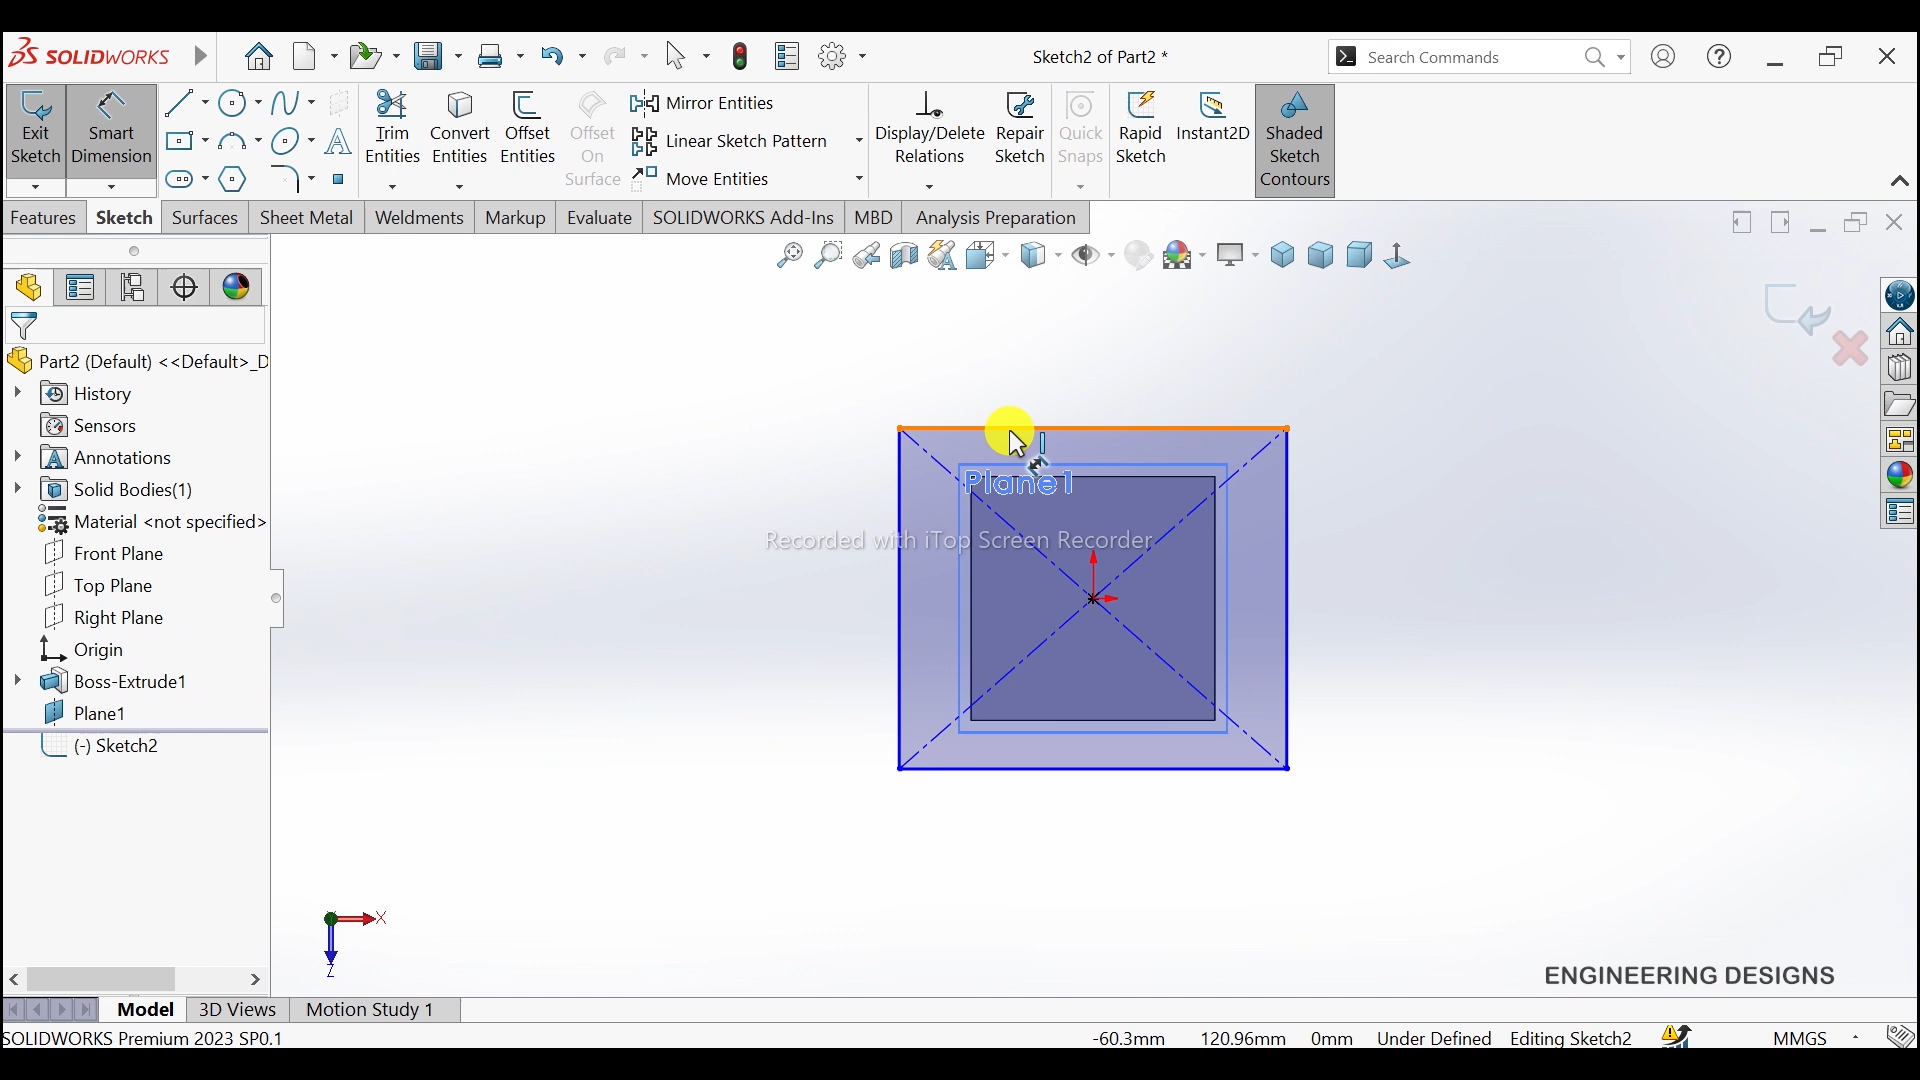 SOLIDWORKS
Sketch2 of Part2 *
Search Commands
Exit Sketch
Smart Dimension
Trim Entities
Convert Entities
Offset Entities
Offset On Surface
Mirror Entities
Linear Sketch Pattern
Move Entities
Display/Delete Relations
Repair Sketch
Quick Snaps
Rapid Sketch
Instant2D
Shaded Sketch Contours
Features
Sketch
Surfaces
Sheet Metal
Weldments
Markup
Evaluate
SOLIDWORKS Add-Ins
MBD
Analysis Preparation
Part2 (Default) <<Default>_D
History
Sensors
Annotations
Solid Bodies(1)
Material <not specified>
Front Plane
Top Plane
Right Plane
Origin
Boss-Extrude1
Plane1
(-) Sketch2
Plane1
Recorded with iTop Screen Recorder
X
Z
ENGINEERING DESIGNS
Model
3D Views
Motion Study 1
SOLIDWORKS Premium 2023 SP0.1
-60.3mm
120.96mm
0mm
Under Defined
Editing Sketch2
MMGS